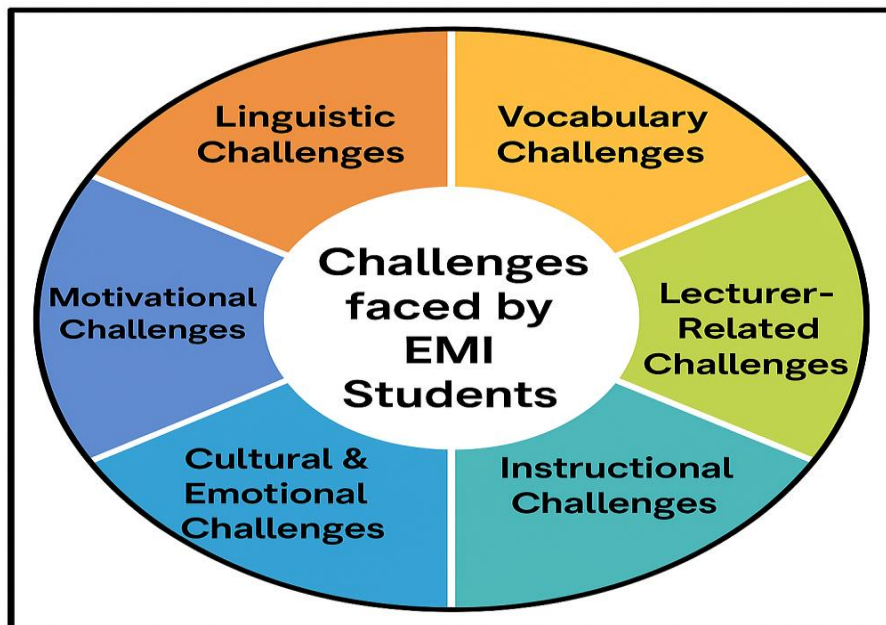 Linguistic
Challenges
Vocabulary
Challenges
Lecturer-
Related
Challenges
Instructional
Challenges
Cultural &
Emotional
Challenges
Motivational
Challenges
Challenges
faced by
EMI
Students